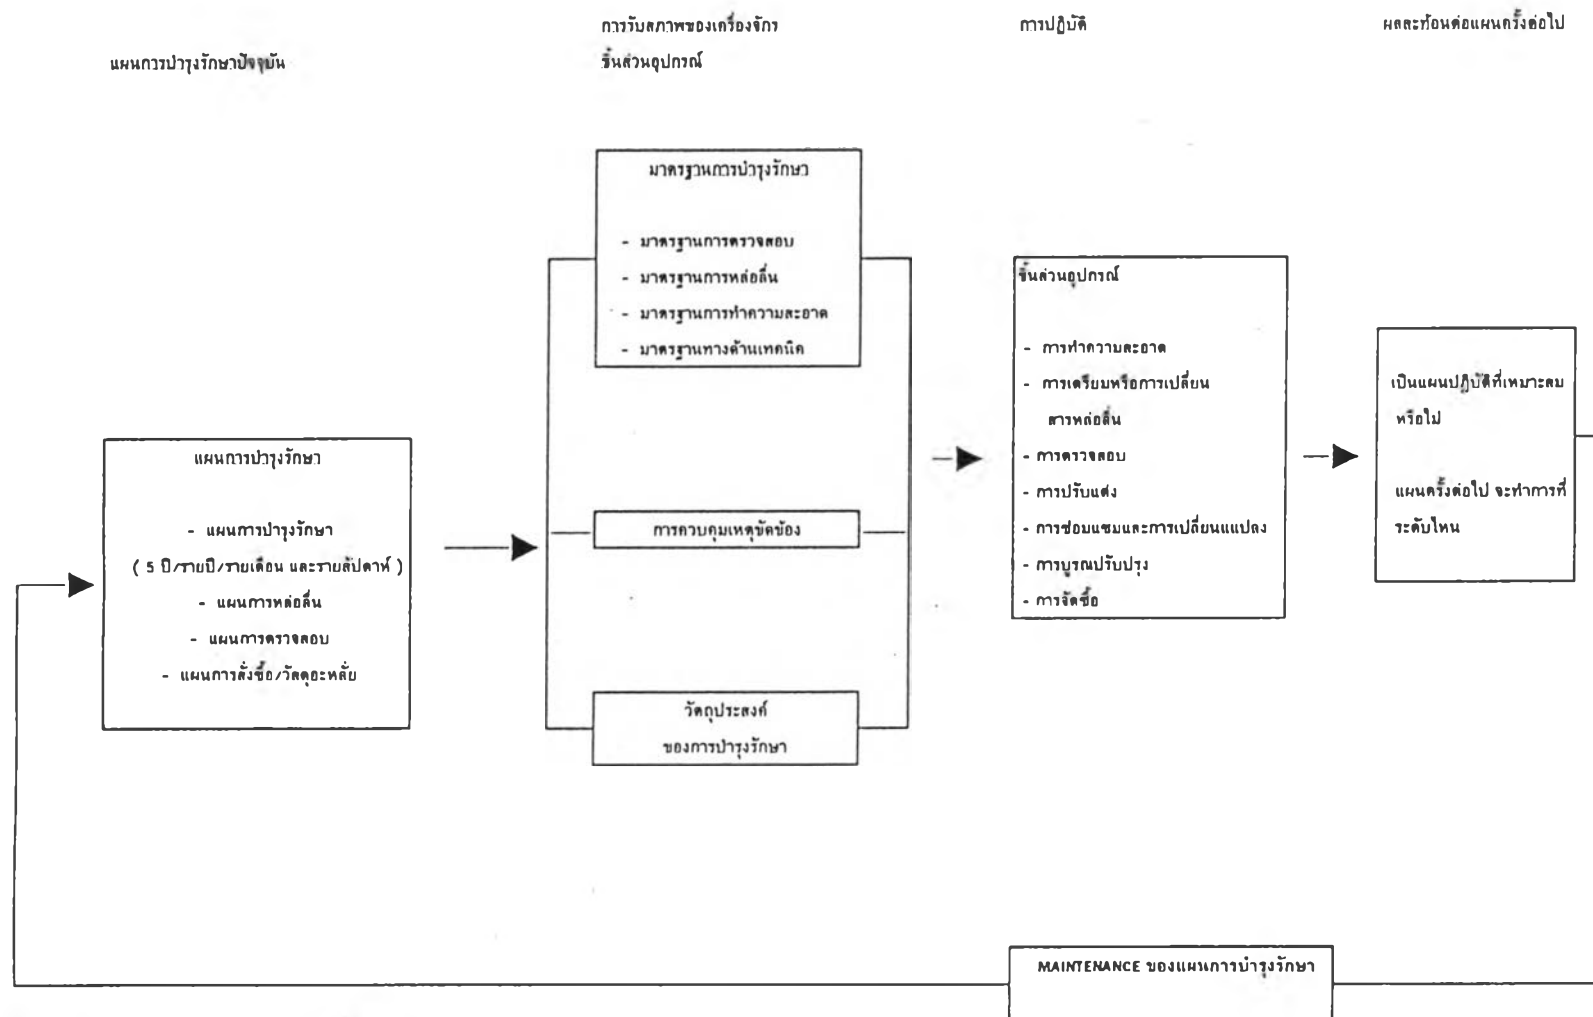 แผนการบำรุงรักษาปัจจุบัน
การรับสภาพของเครื่องจักร
ชิ้นส่วนอุปกรณ์
การปฏิบัติ
ผลสะท้อนต่อแผนครั้งต่อไป
แผนการบำรุงรักษา
- แผนการบำรุงรักษา
( 5 ปี/รายปี/รายเดือน และรายสัปดาห์ )
- แผนการหล่อลื่น
- แผนการตรวจสอบ
- แผนการสั่งซื้อ/วัสดุอะหลั่ย
มาตรฐานการบำรุงรักษา
- มาตรฐานการตรวจสอบ
- มาตรฐานการหล่อลื่น
- มาตรฐานการทำความสะอาด
- มาตรฐานทางด้านเทคนิค
การควบคุมเหตุขัดข้อง
วัตถุประสงค์
ของการบำรุงรักษา
ชิ้นส่วนอุปกรณ์
- การทำความสะอาด
- การเตรียมหรือการเปลี่ยน
สารหล่อลื่น
- การตรวจสอบ
- การปรับแต่ง
- การซ่อมแซมและการเปลี่ยนแแปลง
- การบูรณปรับปรุง
- การจัดซื้อ
เป็นแผนปฏิบัติที่เหมาะสม
หรือไม่
แผนครั้งต่อไป จะทำการที่
ระดับไหน
MAINTENANCE ของแผนการบำรุงรักษา